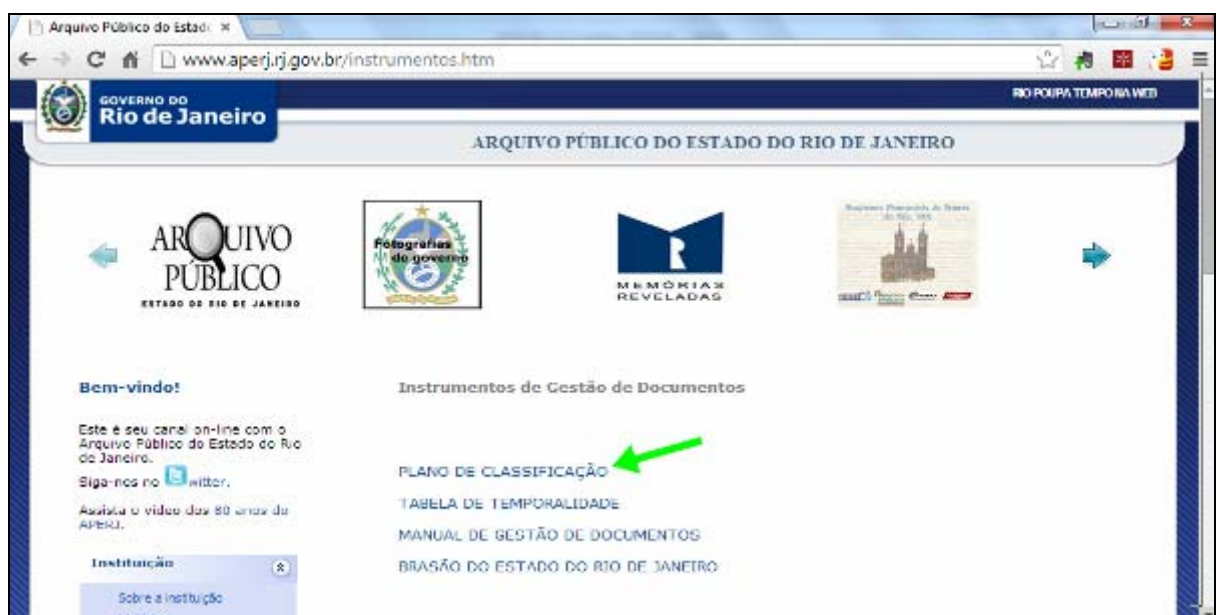 Arquivo Público do Estad
www.aperj.rj.gov.br/instrumentos.htm
GOVERNO DO
Rio de Janeiro
RIO POUPA TEMPO NA WEB
ARQUIVO PÚBLICO DO ESTADO DO RIO DE JANEIRO
ARQUIVO
PÚBLICO
ESTADO DO RIO DE JANEIRO
Fotografias
de governo
MEMÓRIAS
REVELADAS
Bem-vindo!
Este é seu canal on-line com o
Arquivo Público do Estado do Rio
de Janeiro.
Siga-nos no witter.
Assista o vídeo dos 80 anos do
APERJ.
Instituição
Sobre a instituição
Instrumentos de Gestão de Documentos
PLANO DE CLASSIFICAÇÃO
TABELA DE TEMPORALIDADE
MANUAL DE GESTÃO DE DOCUMENTOS
BRASÃO DO ESTADO DO RIO DE JANEIRO